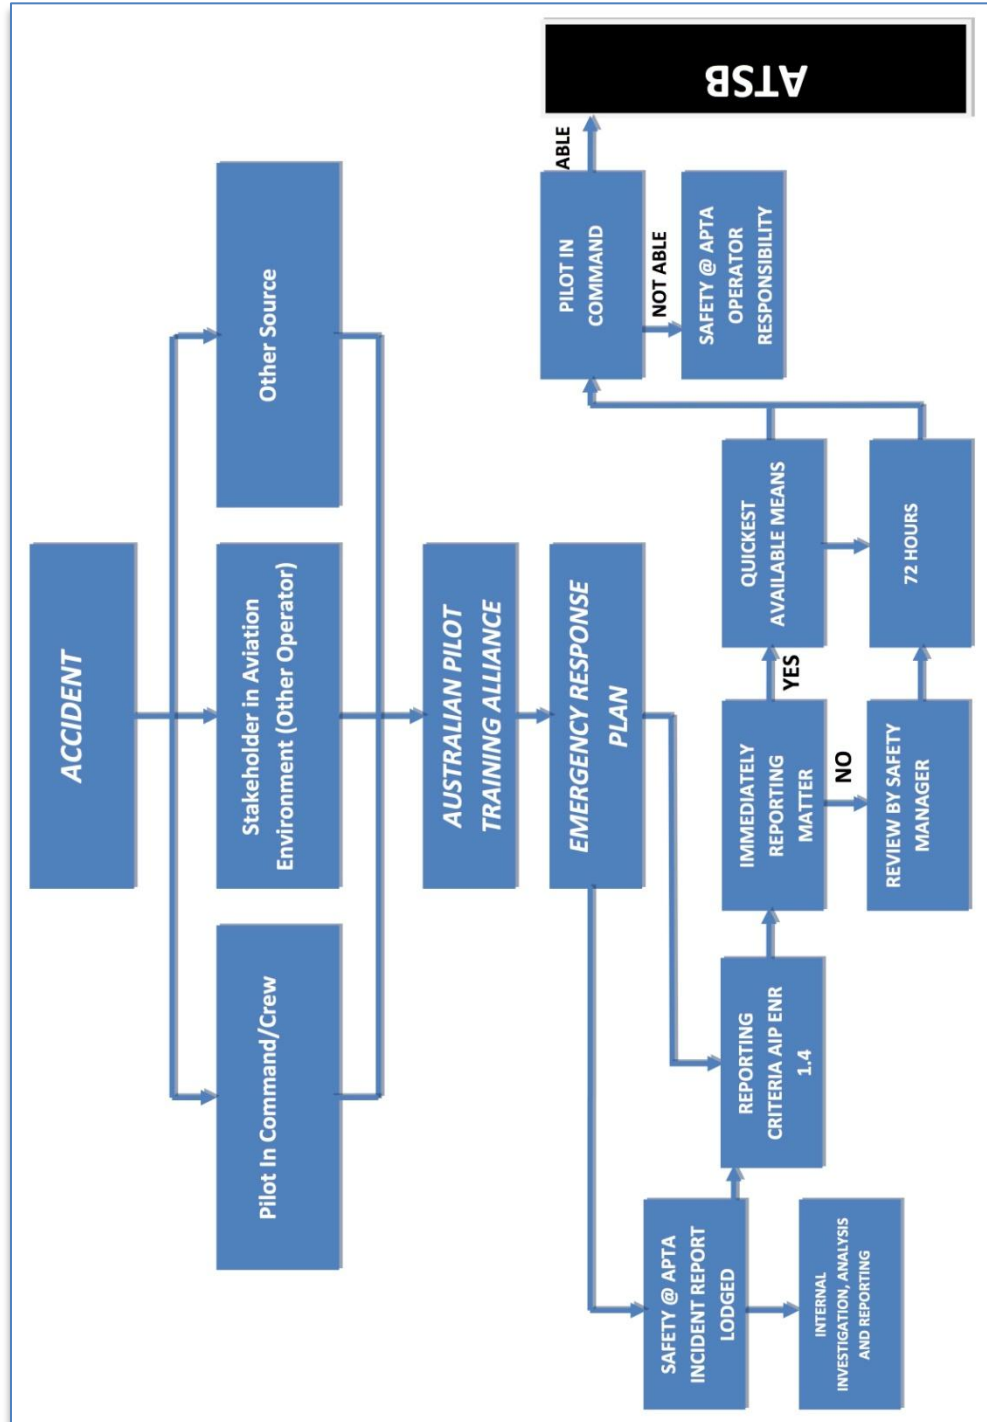 ACCIDENT
Pilot In Command/Crew
Stakeholder in Aviation
Environment (Other Operator)
Other Source
AUSTRALIAN PILOT
TRAINING ALLIANCE
EMERGENCY RESPONSE
PLAN
SAFETY @ APTA
INCIDENT REPORT
LODGED
INTERNAL
INVESTIGATION, ANALYSIS
AND REPORTING
REPORTING
CRITERIA AIP ENR
1.4
IMMEDIATELY
REPORTING
MATTER
YES
NO
REVIEW BY SAFETY
MANAGER
QUICKEST
AVAILABLE MEANS
72 HOURS
PILOT IN
COMMAND
ABLE
NOT ABLE
SAFETY @ APTA
OPERATOR
RESPONSIBILITY
ATSB